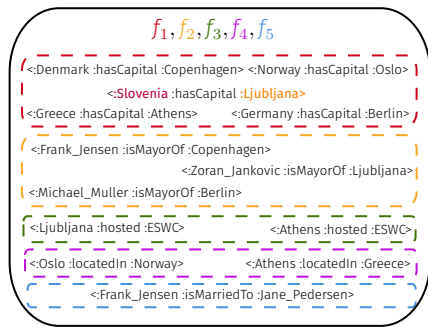 f1,f2,f3,f4,f5
<:Denmark :hasCapital :Copenhagen> <:Norway :hasCapital :Oslo>
<:Slovenia :hasCapital :Ljubljana>
<:Greece :hasCapital :Athens> <:Germany :hasCapital :Berlin>
<:Frank_Jensen :isMayorOf :Copenhagen>
<:Zoran_Jankovic :isMayorOf :Ljubljana>
<:Michael_Muller :isMayorOf :Berlin>
<:Ljubljana :hosted :ESWC> <:Athens :hosted :ESWC>
<:Oslo :locatedIn :Norway> <:Athens :locatedIn :Greece>
<:Frank_Jensen :isMarriedTo :Jane_Pedersen>